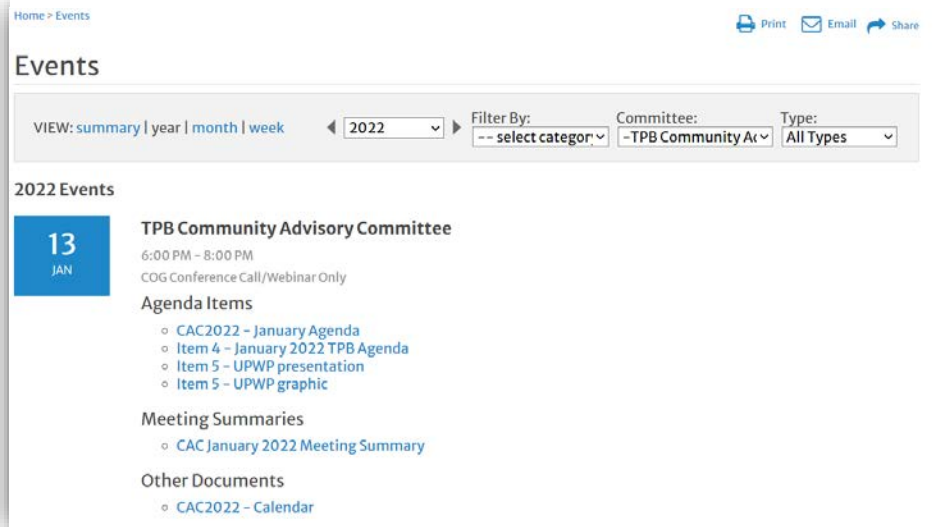 Home > Events
Print Email Share
Events
VIEW: summary | year | month | week
2022
Filter By:
-- select categor
Committee:
-TPB Community Ac
Type:
All Types
2022 Events
13
JAN
TPB Community Advisory Committee
6:00 PM - 8:00 PM
COG Conference Call/Webinar Only
Agenda Items
CAC2022 - January Agenda
Item 4 - January 2022 TPB Agenda
Item 5 - UPWP presentation
Item 5 - UPWP graphic
Meeting Summaries
CAC January 2022 Meeting Summary
Other Documents
CAC2022 - Calendar